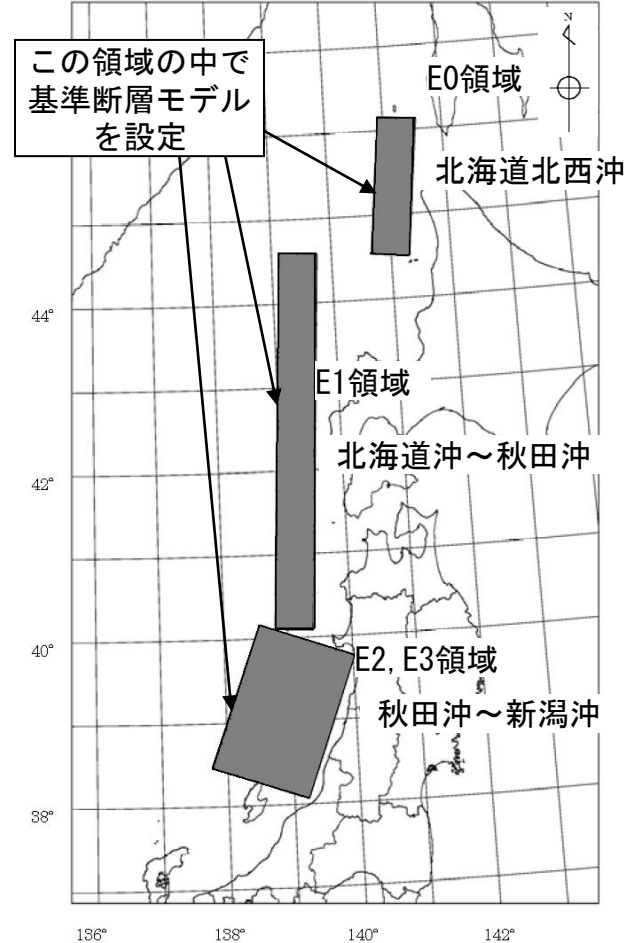 この領域の中で
基準断層モデル
を設定
N
E0領域
北海道北西沖
44°
E1領域
北海道沖～秋田沖
42°
40°
E2,E3領域
秋田沖～新潟沖
38°
136°
138°
140°
142°